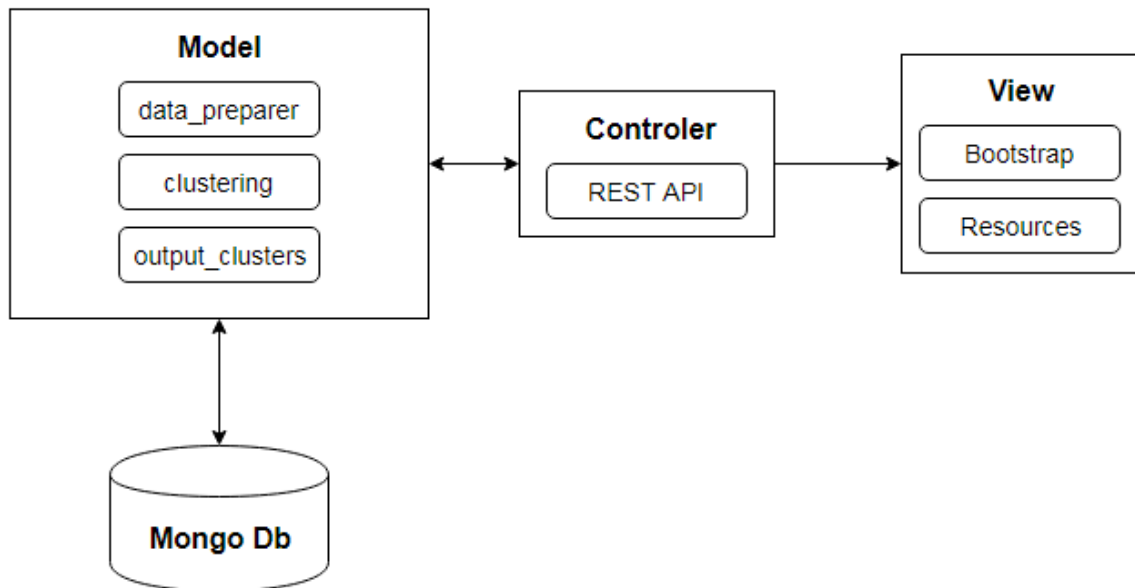 Model
data_preparer
clustering
output_clusters
Controler
REST API
View
Bootstrap
Resources
Mongo Db